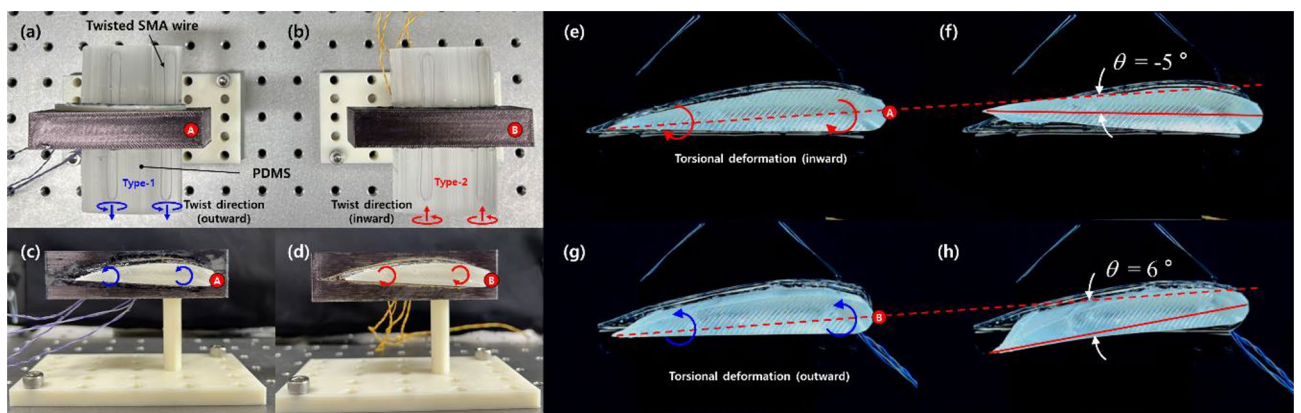 (a)
Twisted SMA wire
(b)
A
B
PDMS
Type-1
Type-2
Twist direction
(outward)
Twist direction
(inward)
(c)
A
(d)
B
(e)
A
Torsional deformation (inward)
(f)
θ = -5 °
(g)
B
Torsional deformation (outward)
(h)
θ = 6 °